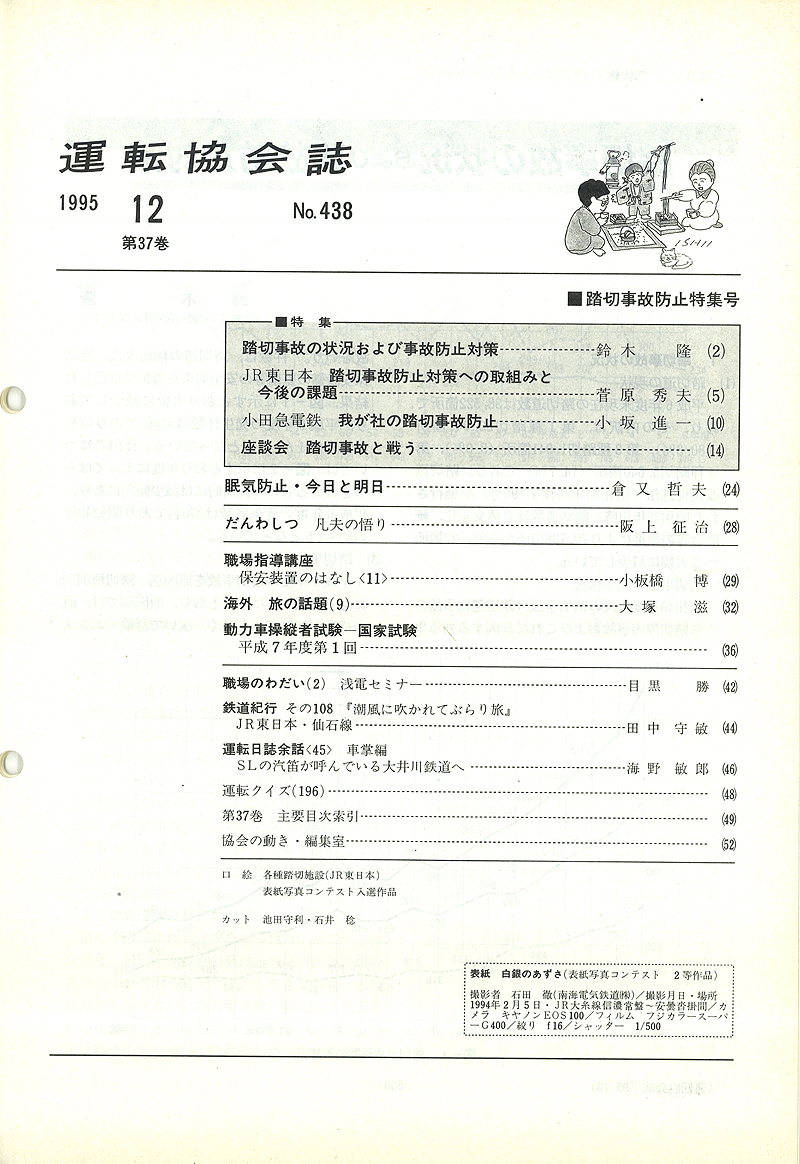 運転協会誌
1995 12 No.438
第37巻
ISHII
■踏切事故防止特集号
■特 集
踏切事故の状況および事故防止対策 鈴木 隆 (2)
JR東日本 踏切事故防止対策への取組みと
今後の課題 菅原秀夫 (5)
小田急電鉄 我が社の踏切事故防止 小坂進一 (10)
座談会 踏切事故と戦う (14)
眠気防止・今日と明日 倉又哲夫 (24)
だんわしつ 凡夫の悟り 阪上征治 (28)
職場指導講座
保安装置のはなし〈11〉 小板橋 博 (29)
海外 旅の話題(9) 大塚 滋 (32)
動力車操縦者試験―国家試験
平成7年度第1回 (36)
職場のわだい(2) 浅電セミナー 目黒 勝 (42)
鉄道紀行 その108 『潮風に吹かれてぶらり旅』
JR東日本・仙石線 田中守敏 (44)
運転日誌余話〈45〉 車掌編
SLの汽笛が呼んでいる大井川鉄道へ 海野敏郎 (46)
運転クイズ(196) (48)
第37巻 主要目次索引 (49)
協会の動き・編集室 (52)
口 絵 各種踏切施設(JR東日本)
表紙写真コンテスト入選作品
カット 池田守利・石井 稔
表紙 白銀のあずさ(表紙写真コンテスト 2等作品)
撮影者 石田 徹(南海電気鉄道㈱)/撮影月日・場所
1994年2月5日・JR大糸線信濃常盤~安曇沓掛間/カ
メラ キヤノンEOS100/フィルム フジカラースーパ
ーG400/絞り f16/シャッター 1/500